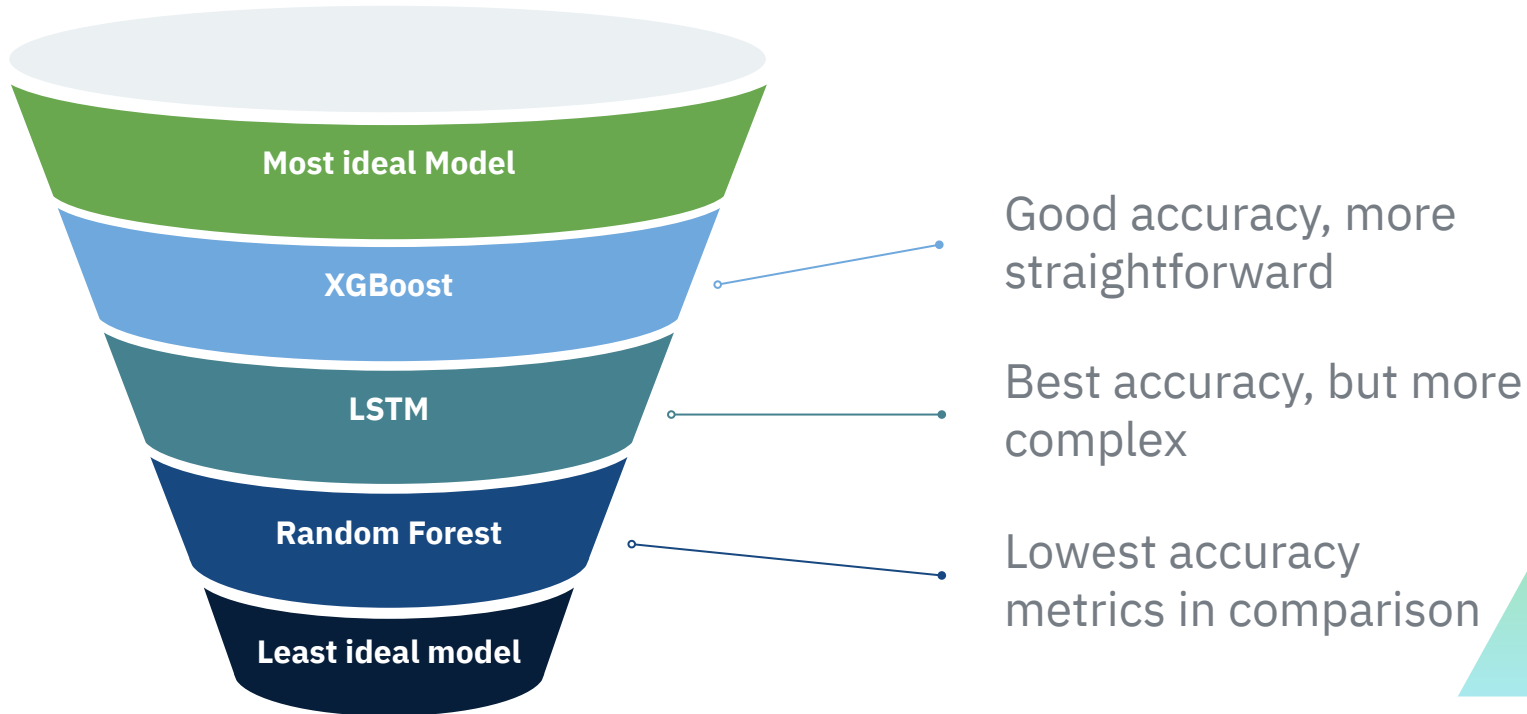 Most ideal Model
XGBoost
Good accuracy, more
straightforward
LSTM
Best accuracy, but more
complex
Random Forest
Lowest accuracy
metrics in comparison
Least ideal model